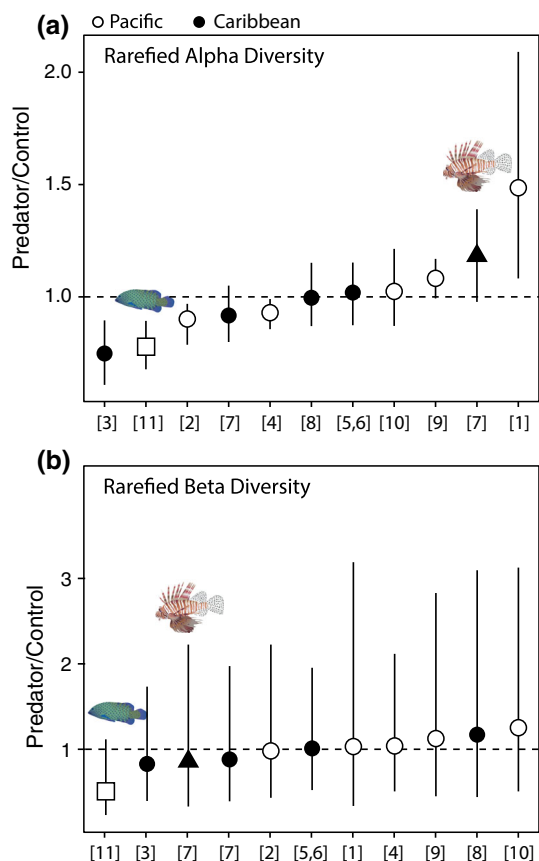 Pacific Caribbean
(a)
Rarefied Alpha Diversity
Predator/Control
2.0
1.5
1.0
[3] [11] [2] [7] [4] [8] [5,6] [10] [9] [7] [1]
(b)
Rarefied Beta Diversity
Predator/Control
3
2
1
[11] [3] [7] [7] [2] [5,6] [1] [4] [9] [8] [10]